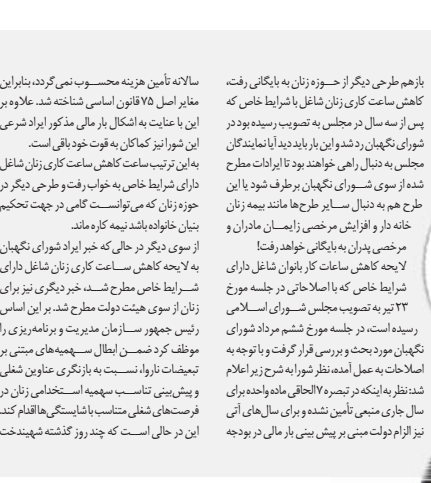 بازهم طرحی دیگر از حــوزه زنان به بایگانی رفت،
کاهش ساعت کاری زنان شاغل با شرایط خاص که
پس از سه سال در مجلس به تصویب رسیده بود در
شورای نگهبان رد شد و این بار باید دید آیا نمایندگان
مجلس به دنبال راهی خواهند بود تا ایرادات مطرح
شده از سوی شــورای نگهبان برطرف شود یا این
طرح هم به دنبال ســایر طرح‌ها مانند بیمه زنان
خانه دار و افزایش مرخصی زایمــان مادران و
مرخصی پدران به بایگانی خواهد رفت!
لایحه کاهش ساعات کار بانوان شاغل دارای
شرایط خاص که با اصلاحاتی در جلسه مورخ
۲۳ تیر به تصویب مجلس شــورای اســلامی
رسیده است، در جلسه مورخ ششم مرداد شورای
نگهبان مورد بحث و بررسی قرار گرفت و با توجه به
اصلاحات به عمل آمده، نظر شورا به شرح زیر اعلام
شد: نظر به اینکه در تبصره ۷ الحاقی ماده واحده برای
سال جاری منبعی تأمین نشده و برای سال‌های آتی
نیز الزام دولت مبنی بر پیش بینی بار مالی در بودجه
سالانه تأمین هزینه محســوب نمی گردد، بنابراین
مغایر اصل ۷۵ قانون اساسی شناخته شد. علاوه بر
این با عنایت به اشکال بار مالی مذکور ایراد شرعی
این شورا نیز کماکان به قوت خود باقی است.
به این ترتیب ساعت کاهش ساعت کاری زنان شاغل
دارای شرایط خاص به خواب رفت و طرحی دیگر در
حوزه زنان که می‌توانســت گامی در جهت تحکیم
بنیان خانواده باشد نیمه کاره ماند.
از سوی دیگر در حالی که خبر ایراد شورای نگهبان
به لایحه کاهش ســاعت کاری زنان شاغل دارای
شــرایط خاص مطرح شــد، خبر دیگری نیز برای
زنان از سوی هیئت دولت مطرح شد. بر این اساس
رئیس جمهور ســازمان مدیریت و برنامه‌ریزی را
موظف کرد ضمــن ابطال ســهمیه‌های مبتنی بر
تبعیضات ناروا، نســبت به بازنگری عناوین شغلی
و پیش‌بینی تناسب سهمیه اســتخدامی زنان در
فرصت‌های شغلی متناسب با شایستگی‌ها اقدام کند.
این در حالی اســت که چند روز گذشته شهیندخت